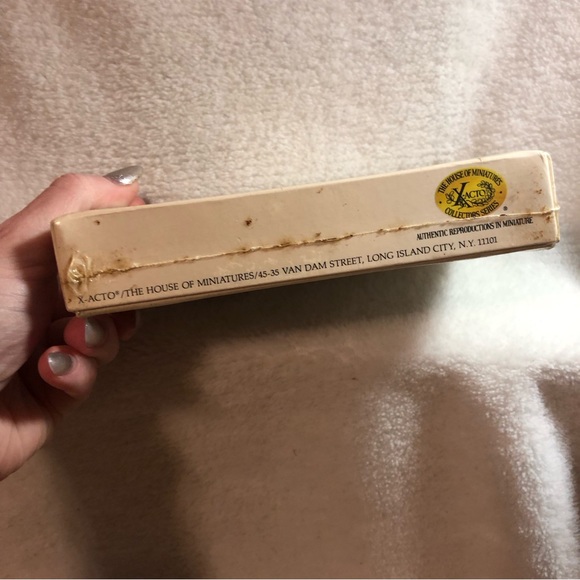 THE HOUSE OF MINIATURES
X-ACTO
COLLECTORS SERIES
®
AUTHENTIC REPRODUCTIONS IN MINIATURE
X-ACTO®/THE HOUSE OF MINIATURES/45-35 VAN DAM STREET, LONG ISLAND CITY, N.Y. 11101